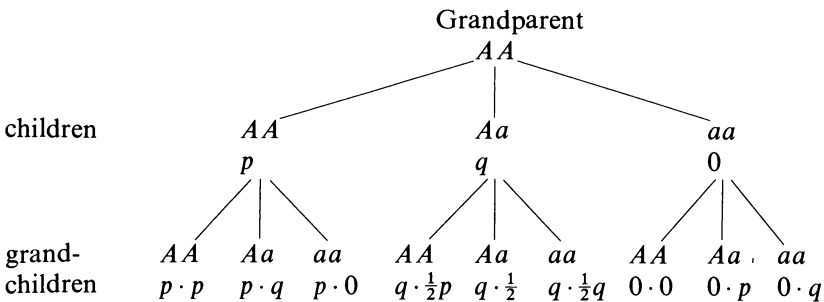 Grandparent
AA
children AA Aa aa
p q 0
grand- AA Aa aa AA Aa aa AA Aa aa
children p · p p · q p · 0 q · ½p q · ½ q · ½q 0 · 0 0 · p 0 · q